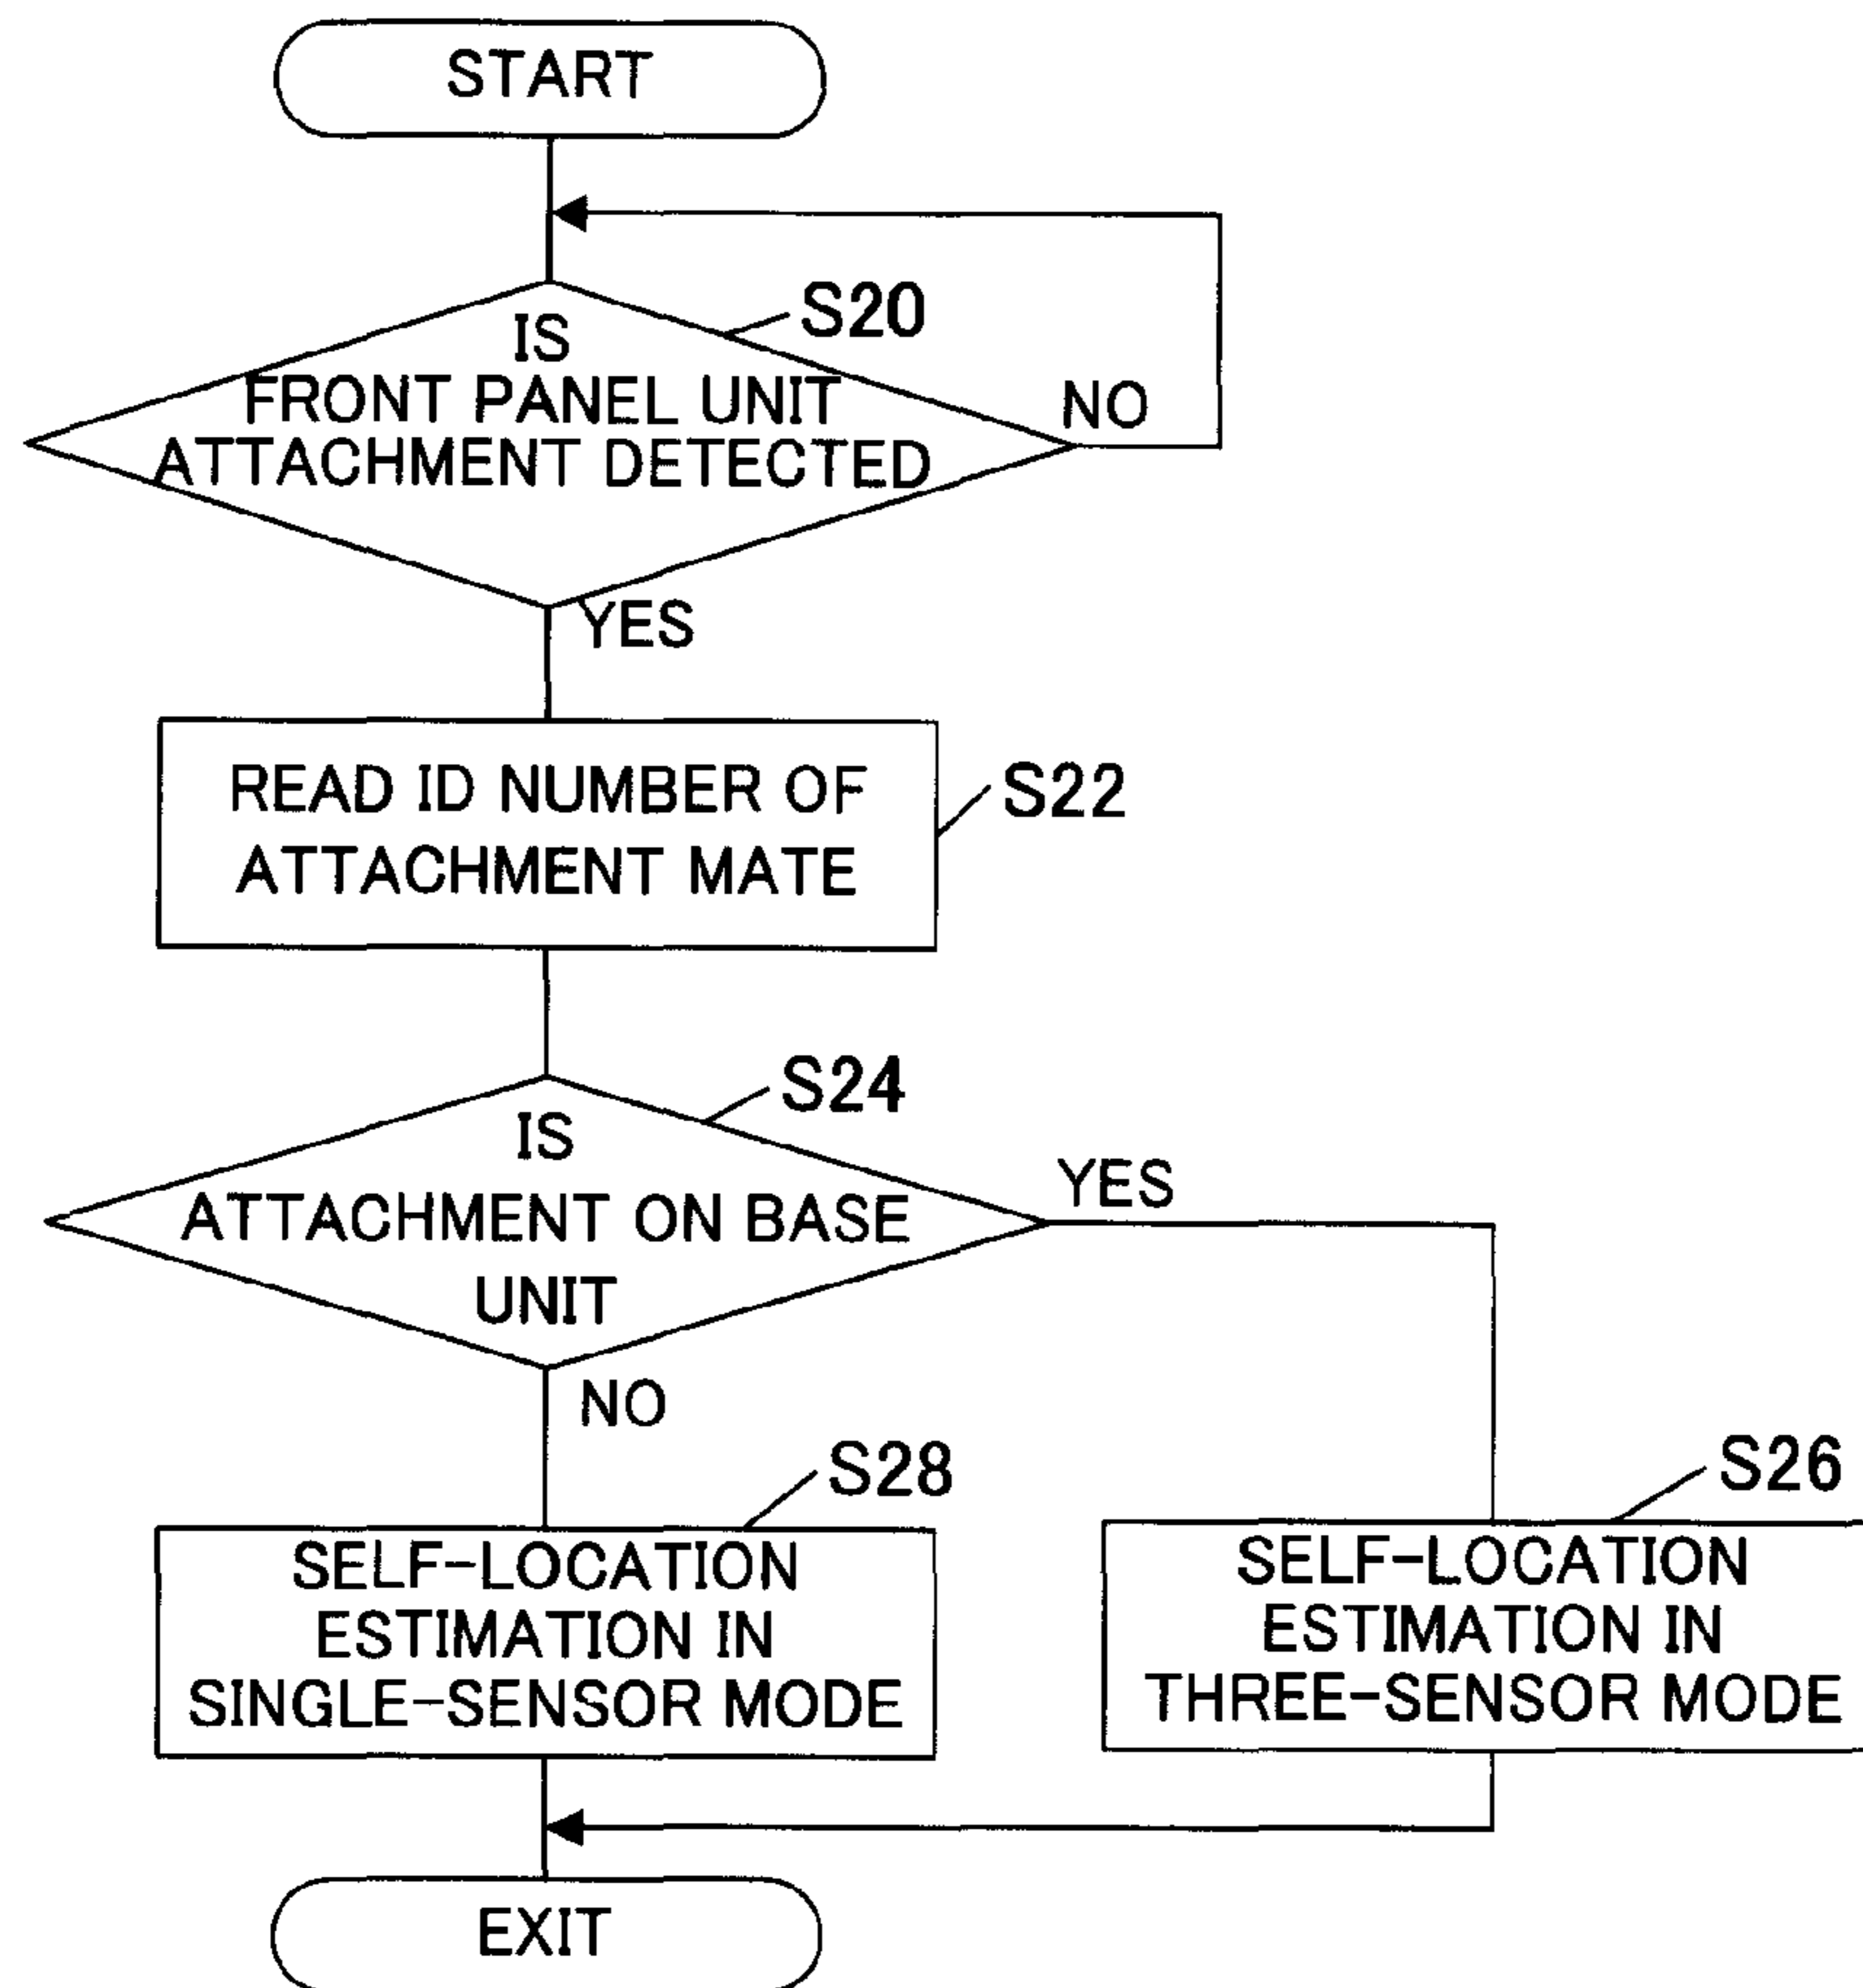 START
S20
IS
FRONT PANEL UNIT
ATTACHMENT DETECTED
NO
YES
READ ID NUMBER OF
ATTACHMENT MATE
S22
S24
IS
ATTACHMENT ON BASE
UNIT
YES
NO
S28
SELF-LOCATION
ESTIMATION IN
SINGLE-SENSOR MODE
S26
SELF-LOCATION
ESTIMATION IN
THREE-SENSOR MODE
EXIT